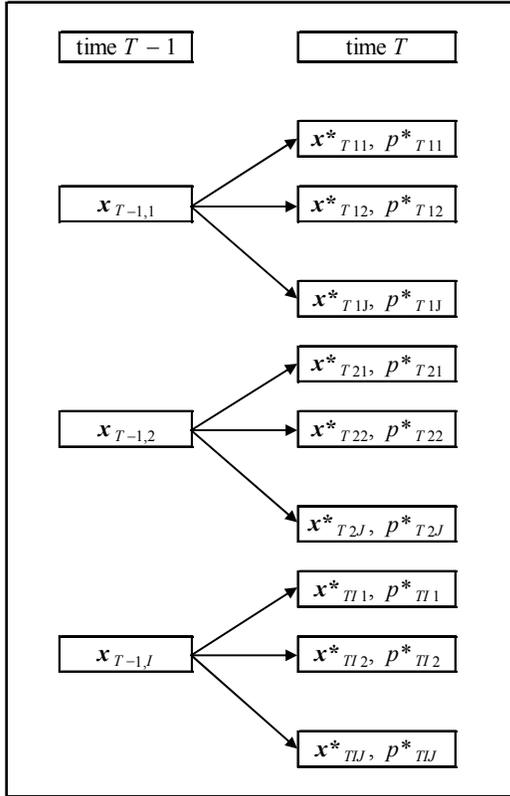 time T – 1 time T
x*T11, p*T11
xT–1,1 x*T12, p*T12
x*T1J, p*T1J
x*T21, p*T21
xT–1,2 x*T22, p*T22
x*T2J, p*T2J
x*TI1, p*TI1
xT–1,I x*TI2, p*TI2
x*TIJ, p*TIJ